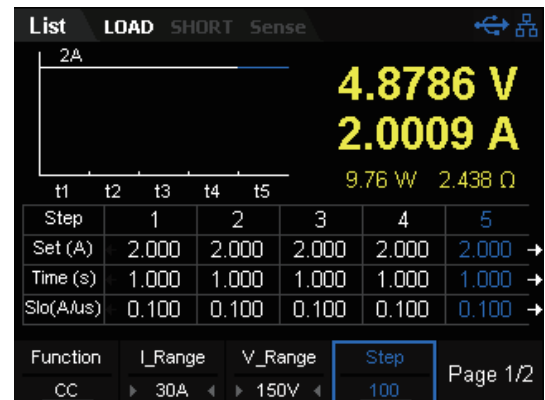 List LOAD SHORT Sense
2A
4.8786 V
2.0009 A
9.76 W 2.438 Ω
t1 t2 t3 t4 t5
Step 1 2 3 4 5
Set (A) 2.000 2.000 2.000 2.000 2.000
Time (s) 1.000 1.000 1.000 1.000 1.000
Slo(A/us) 0.100 0.100 0.100 0.100 0.100
Function I_Range V_Range Step Page 1/2
CC 30A 150V 100